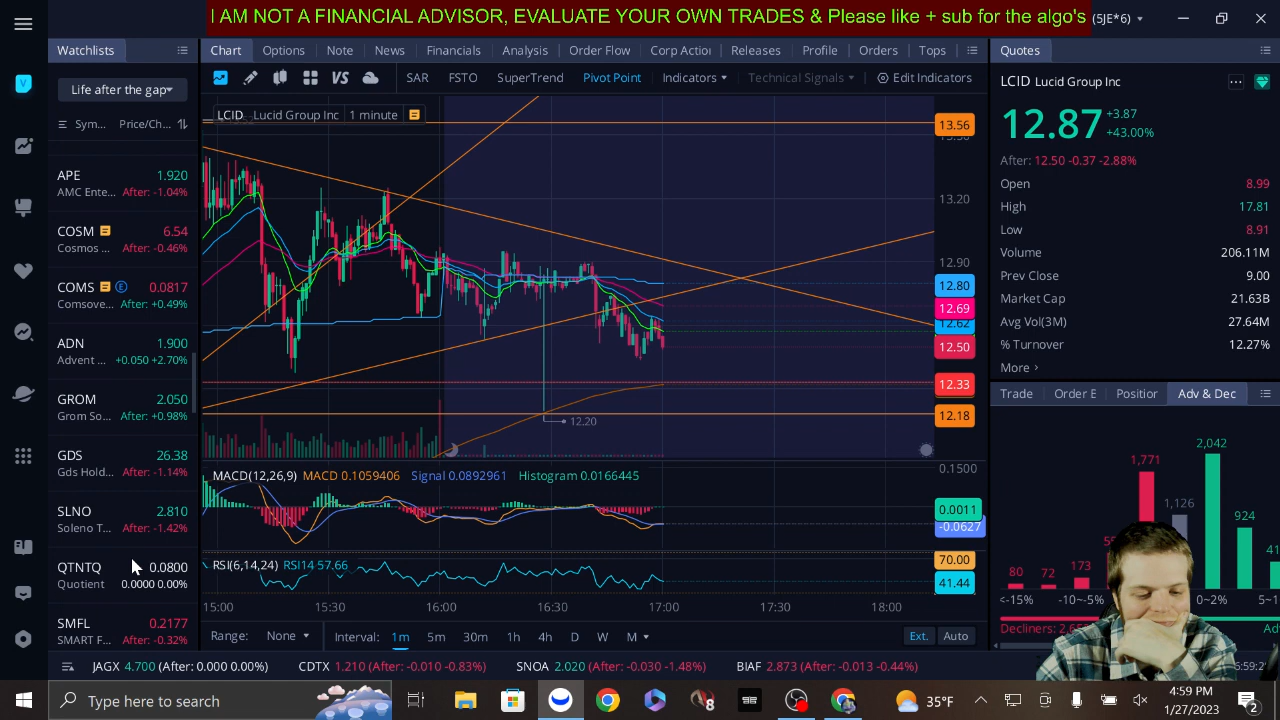 I AM NOT A FINANCIAL ADVISOR, EVALUATE YOUR OWN TRADES & Please like + sub for the algo's
(5JE*6)
Watchlists
Chart Options Note News Financials Analysis Order Flow Corp Action Releases Profile Orders Tops
Quotes
Life after the gap
VS SAR FSTO SuperTrend Pivot Point Indicators Technical Signals Edit Indicators
LCID Lucid Group Inc
Sym... Price/Ch...
LCID Lucid Group Inc 1 minute
12.87 +3.87
+43.00%
After: 12.50 -0.37 -2.88%
Open 8.99
High 17.81
Low 8.91
Volume 206.11M
Prev Close 9.00
Market Cap 21.63B
Avg Vol(3M) 27.64M
% Turnover 12.27%
More
APE 1.920
AMC Ente... After: -1.04%
COSM 6.54
Cosmos ... After: -0.46%
COMS E 0.0817
Comsove... After: +0.49%
ADN 1.900
Advent ... +0.050 +2.70%
GROM 2.050
Grom So... After: +0.98%
GDS 26.38
Gds Hold... After: -1.14%
SLNO 2.810
Soleno T... After: -1.42%
QTNTQ 0.0800
Quotient 0.0000 0.00%
SMFL 0.2177
SMART F... After: -0.32%
13.56
13.20
12.90
12.80
12.69
12.62
12.50
12.33
12.18
12.20
MACD(12,26,9) MACD 0.1059406 Signal 0.0892961 Histogram 0.0166445
0.1500
0.0011
-0.0627
RSI(6,14,24) RSI14 57.66
70.00
41.44
15:00 15:30 16:00 16:30 17:00 17:30 18:00
Range: None Interval: 1m 5m 30m 1h 4h D W M Ext. Auto
Trade Order E Position Adv & Dec
2,042
1,771
1,126
924
173
80 72
<-15% -10~-5% 0~2%
JAGX 4.700 (After: 0.000 0.00%) CDTX 1.210 (After: -0.010 -0.83%) SNOA 2.020 (After: -0.030 -1.48%) BIAF 2.873 (After: -0.013 -0.44%)
Type here to search
35°F
4:59 PM
1/27/2023
2